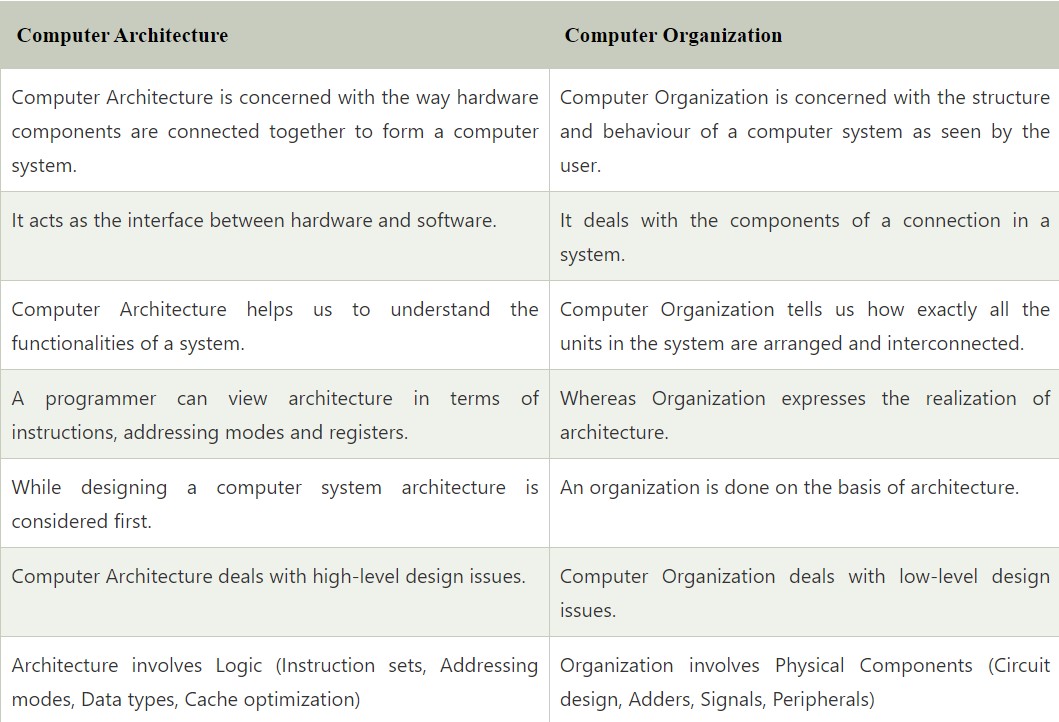 Computer Architecture
Computer Organization
Computer Architecture is concerned with the way hardware
components are connected together to form a computer
system.
Computer Organization is concerned with the structure
and behaviour of a computer system as seen by the
user.
It acts as the interface between hardware and software.
It deals with the components of a connection in a
system.
Computer Architecture helps us to understand the
functionalities of a system.
Computer Organization tells us how exactly all the
units in the system are arranged and interconnected.
A programmer can view architecture in terms of
instructions, addressing modes and registers.
Whereas Organization expresses the realization of
architecture.
While designing a computer system architecture is
considered first.
An organization is done on the basis of architecture.
Computer Architecture deals with high-level design issues.
Computer Organization deals with low-level design
issues.
Architecture involves Logic (Instruction sets, Addressing
modes, Data types, Cache optimization)
Organization involves Physical Components (Circuit
design, Adders, Signals, Peripherals)